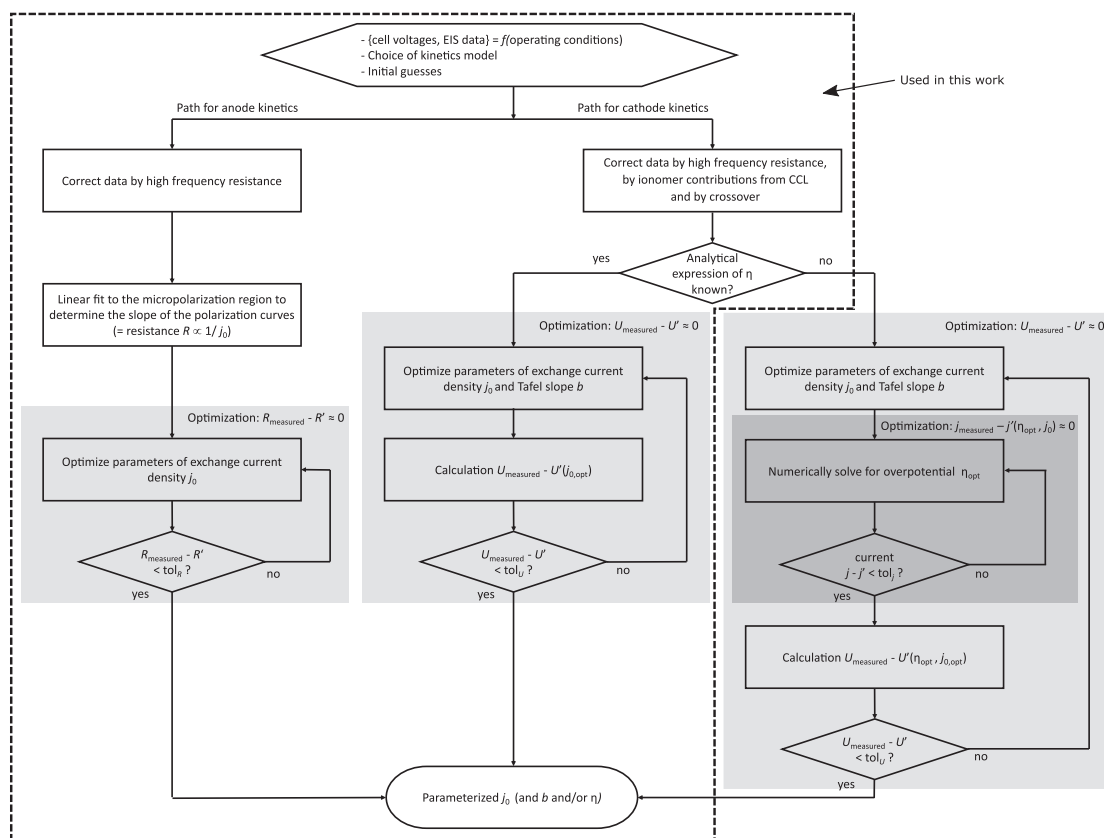 - {cell voltages, EIS data} = f(operating conditions)
- Choice of kinetics model
- Initial guesses
Used in this work
Path for anode kinetics
Path for cathode kinetics
Correct data by high frequency resistance
Correct data by high frequency resistance,
by ionomer contributions from CCL
and by crossover
yes
Analytical
expression of η
known?
no
Linear fit to the micropolarization region to
determine the slope of the polarization curves
(= resistance R ∝ 1/ j0)
Optimization: Umeasured - U' ≈ 0
Optimize parameters of exchange current
density j0 and Tafel slope b
Calculation Umeasured - U'(j0,opt)
Umeasured - U'
< tolU ?
no
yes
Optimization: Rmeasured - R' ≈ 0
Optimize parameters of exchange current
density j0
Rmeasured - R'
< tolR ?
no
yes
Optimization: Umeasured - U' ≈ 0
Optimize parameters of exchange current
density j0 and Tafel slope b
Optimization: jmeasured – j'(ηopt , j0) ≈ 0
Numerically solve for overpotential ηopt
current
j - j' < tolj ?
no
yes
Calculation Umeasured - U'(ηopt , j0,opt)
Umeasured - U'
< tolU ?
no
yes
Parameterized j0 (and b and/or η)